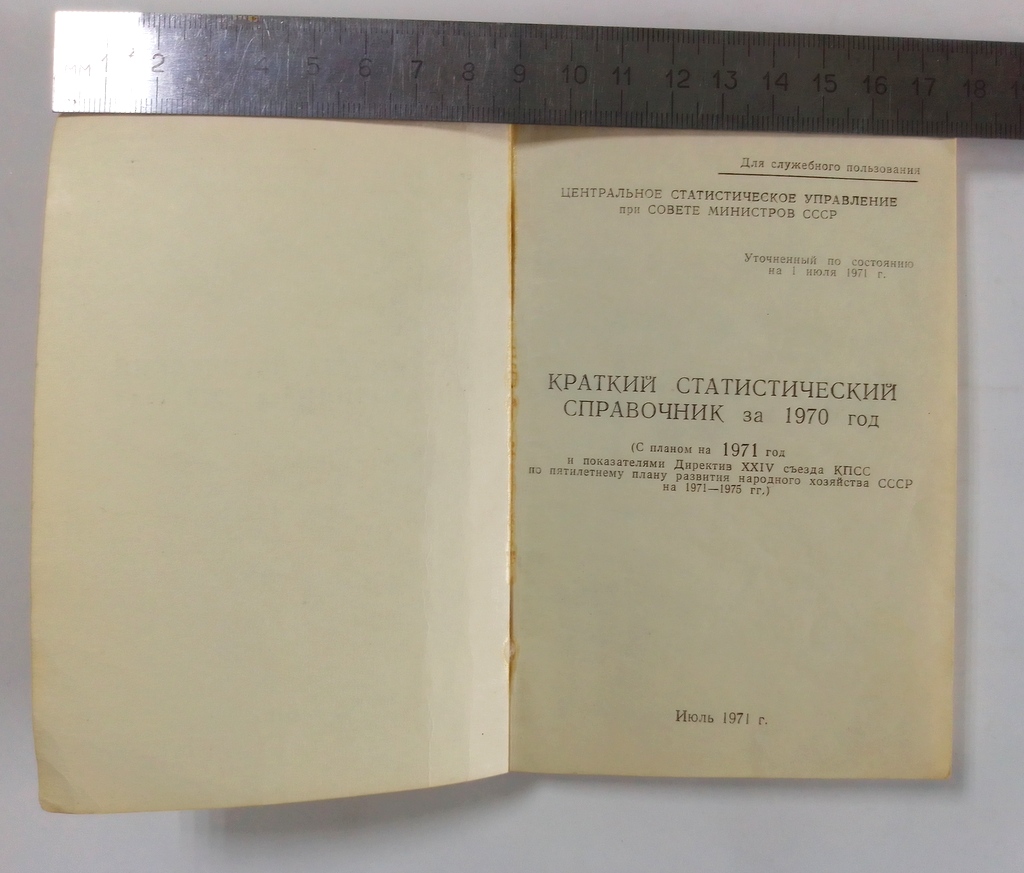 мм 1 2 4 5 6 7 8 9 10 11 12 13 14 15 16 17 18
Для служебного пользования
ЦЕНТРАЛЬНОЕ СТАТИСТИЧЕСКОЕ УПРАВЛЕНИЕ
при СОВЕТЕ МИНИСТРОВ СССР
Уточненный по состоянию
на 1 июля 1971 г.
КРАТКИЙ СТАТИСТИЧЕСКИЙ
СПРАВОЧНИК за 1970 год
(С планом на 1971 год
и показателями Директив XXIV съезда КПСС
по пятилетнему плану развития народного хозяйства СССР
на 1971—1975 гг.)
Июль 1971 г.